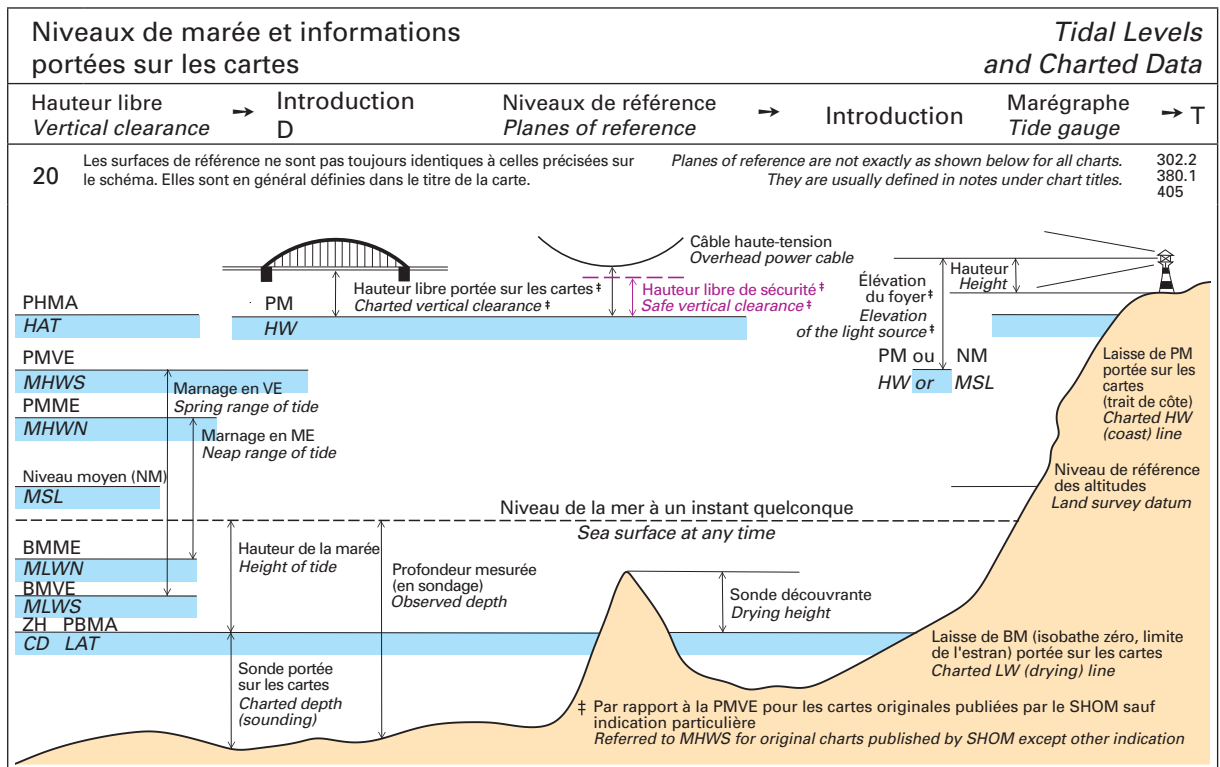 Niveaux de marée et informations
portées sur les cartes
Tidal Levels
and Charted Data
Hauteur libre
Vertical clearance
→
Introduction
D
Niveaux de référence
Planes of reference
→
Introduction
Marégraphe
Tide gauge
→ T
20
Les surfaces de référence ne sont pas toujours identiques à celles précisées sur
le schéma. Elles sont en général définies dans le titre de la carte.
Planes of reference are not exactly as shown below for all charts.
They are usually defined in notes under chart titles.
302.2
380.1
405
Câble haute-tension
Overhead power cable
Hauteur libre portée sur les cartes ‡
Charted vertical clearance ‡
Hauteur libre de sécurité ‡
Safe vertical clearance ‡
Élévation
du foyer ‡
Elevation
of the light source ‡
Hauteur
Height
PHMA
HAT
PM
HW
PMVE
MHWS
Marnage en VE
Spring range of tide
PM ou NM
HW or MSL
Laisse de PM
portée sur les
cartes
(trait de côte)
Charted HW
(coast) line
PMME
MHWN
Marnage en ME
Neap range of tide
Niveau moyen (NM)
MSL
Niveau de référence
des altitudes
Land survey datum
Niveau de la mer à un instant quelconque
Sea surface at any time
BMME
MLWN
Hauteur de la marée
Height of tide
Profondeur mesurée
(en sondage)
Observed depth
Sonde découvrante
Drying height
BMVE
MLWS
ZH PBMA
CD LAT
Sonde portée
sur les cartes
Charted depth
(sounding)
Laisse de BM (isobathe zéro, limite
de l'estran) portée sur les cartes
Charted LW (drying) line
‡ Par rapport à la PMVE pour les cartes originales publiées par le SHOM sauf
indication particulière
Referred to MHWS for original charts published by SHOM except other indication